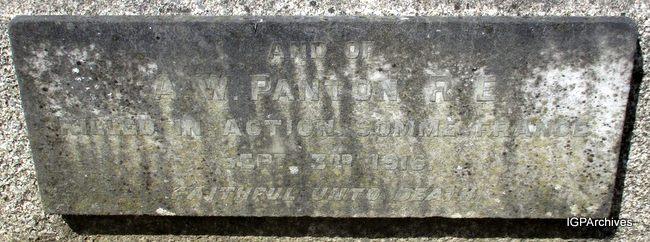 AND OF
A. W. PANTON R E
KILLED IN ACTION SOMME FRANCE
SEPT. 3RD 1916
FAITHFUL UNTO DEATH
IGPArchives